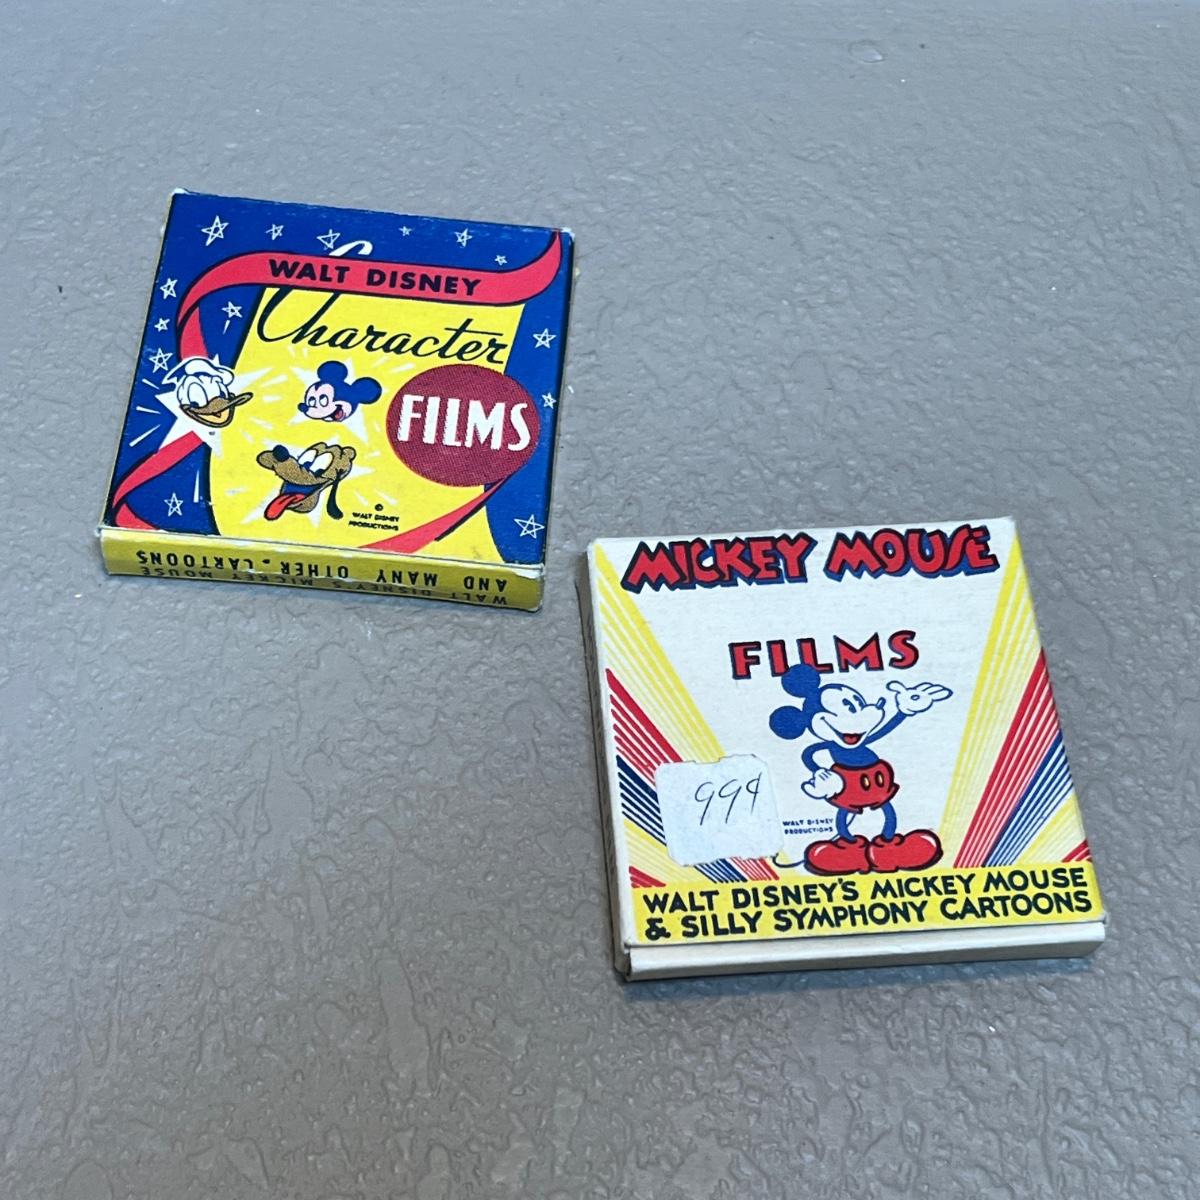 WALT DISNEY
Character
FILMS
©
WALT DISNEY
PRODUCTIONS
WALT DISNEY'S MICKEY MOUSE
AND MANY OTHER CARTOONS
MICKEY MOUSE
FILMS
99¢
WALT DISNEY
PRODUCTIONS
WALT DISNEY'S MICKEY MOUSE
& SILLY SYMPHONY CARTOONS